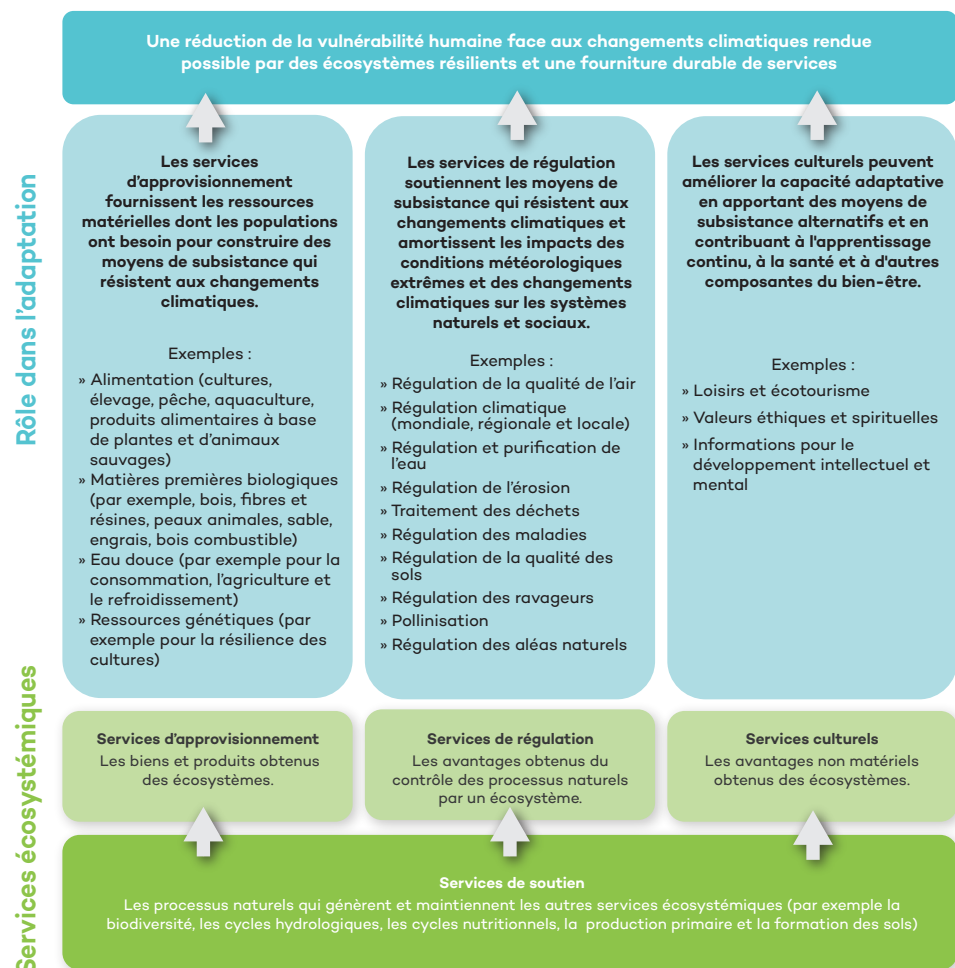 Une réduction de la vulnérabilité humaine face aux changements climatiques rendue
possible par des écosystèmes résilients et une fourniture durable de services
Rôle dans l'adaptation
Les services
d'approvisionnement
fournissent les ressources
matérielles dont les populations
ont besoin pour construire des
moyens de subsistance qui
résistent aux changements
climatiques.
Exemples :
» Alimentation (cultures,
élevage, pêche, aquaculture,
produits alimentaires à base
de plantes et d'animaux
sauvages)
» Matières premières biologiques
(par exemple, bois, fibres et
résines, peaux animales, sable,
engrais, bois combustible)
» Eau douce (par exemple pour la
consommation, l'agriculture et
le refroidissement)
» Ressources génétiques (par
exemple pour la résilience des
cultures)
Les services de régulation
soutiennent les moyens de
subsistance qui résistent aux
changements climatiques et
amortissent les impacts des
conditions météorologiques
extrêmes et des changements
climatiques sur les systèmes
naturels et sociaux.
Exemples :
» Régulation de la qualité de l'air
» Régulation climatique
(mondiale, régionale et locale)
» Régulation et purification de
l'eau
» Régulation de l'érosion
» Traitement des déchets
» Régulation des maladies
» Régulation de la qualité des
sols
» Régulation des ravageurs
» Pollinisation
» Régulation des aléas naturels
Les services culturels peuvent
améliorer la capacité adaptative
en apportant des moyens de
subsistance alternatifs et en
contribuant à l'apprentissage
continu, à la santé et à d'autres
composantes du bien-être.
Exemples :
» Loisirs et écotourisme
» Valeurs éthiques et spirituelles
» Informations pour le
développement intellectuel et
mental
Services écosystémiques
Services d'approvisionnement
Les biens et produits obtenus
des écosystèmes.
Services de régulation
Les avantages obtenus du
contrôle des processus naturels
par un écosystème.
Services culturels
Les avantages non matériels
obtenus des écosystèmes.
Services de soutien
Les processus naturels qui génèrent et maintiennent les autres services écosystémiques (par exemple la
biodiversité, les cycles hydrologiques, les cycles nutritionnels, la production primaire et la formation des sols)